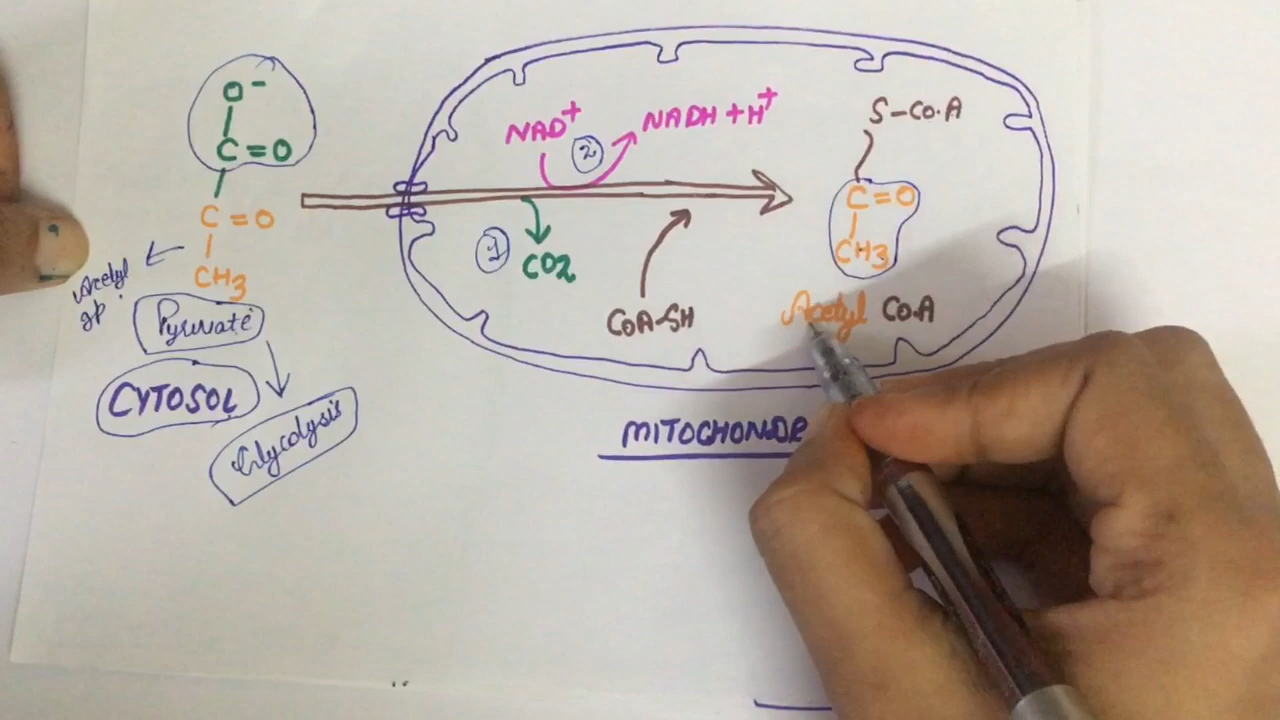 O-
C=O
C=O
CH3
Acetyl
gp.
Pyruvate
CYTOSOL
Glycolysis
NAD+
2
NADH + H+
1
CO2
CoA-SH
S-Co.A
C=O
CH3
Acetyl Co.A
MITOCHONDR